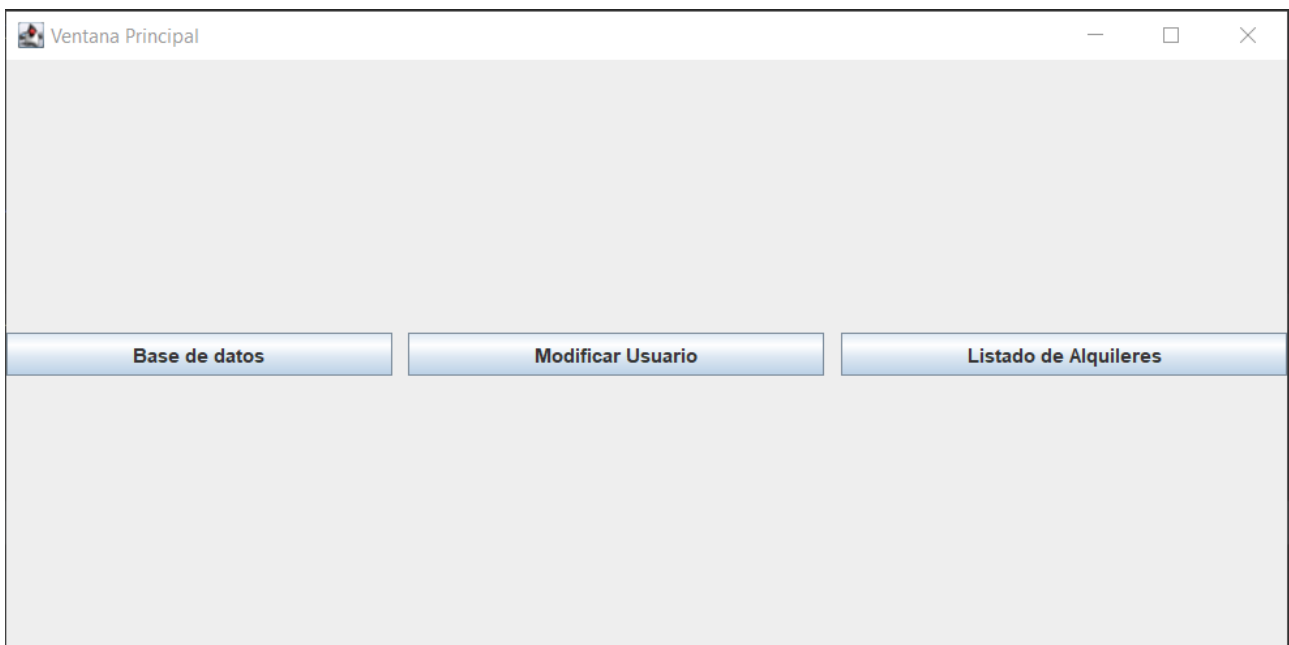 Ventana Principal
Base de datos
Modificar Usuario
Listado de Alquileres